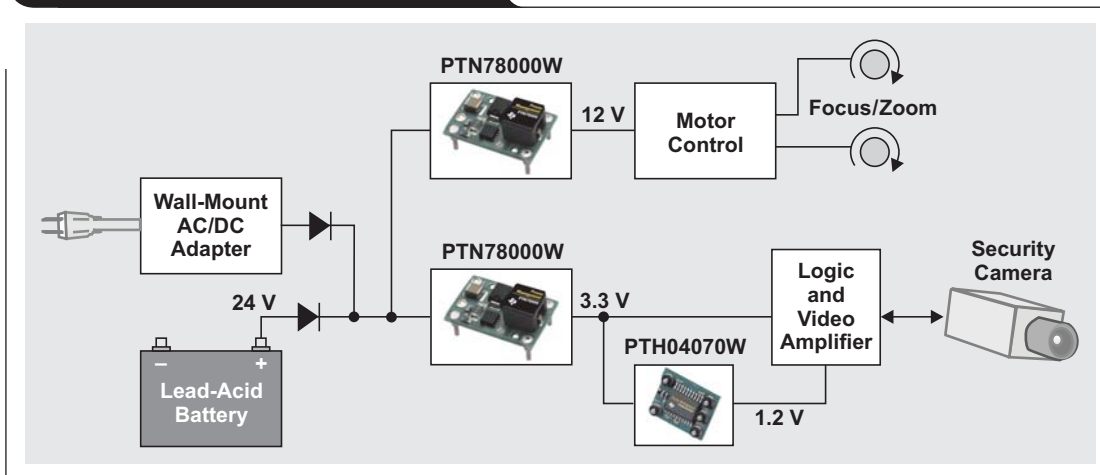 PTN78000W
12 V
Motor
Control
Focus/Zoom
Wall-Mount
AC/DC
Adapter
24 V
– +
Lead-Acid
Battery
PTN78000W
3.3 V
PTH04070W
1.2 V
Logic
and
Video
Amplifier
Security
Camera